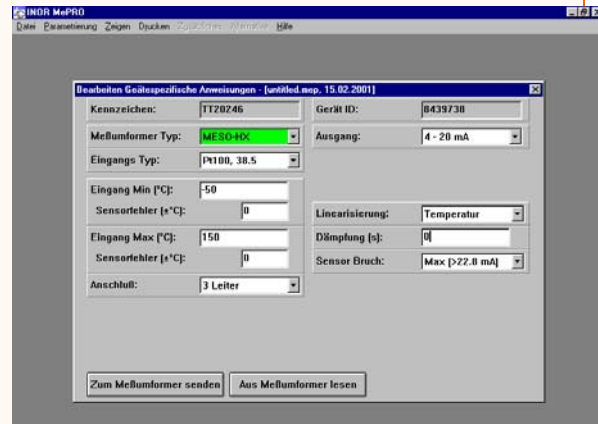 INOR MePRO
Datei Parametrierung Zeigen Drucken Hilfe
Bearbeiten Geätespezifische Anweisungen - [untitled.mep, 15.02.2001]
Kennzeichen: TT20246 Gerät ID: 8439738
Meßumformer Typ: MESO-HX Ausgang: 4 - 20 mA
Eingangs Typ: Pt100, 38.5
Eingang Min [°C]: -50
Sensorfehler [±°C]: 0 Linearisierung: Temperatur
Eingang Max [°C]: 150 Dämpfung [s]: 0
Sensorfehler [±°C]: 0 Sensor Bruch: Max [>22.8 mA]
Anschluß: 3 Leiter
Zum Meßumformer senden Aus Meßumformer lesen